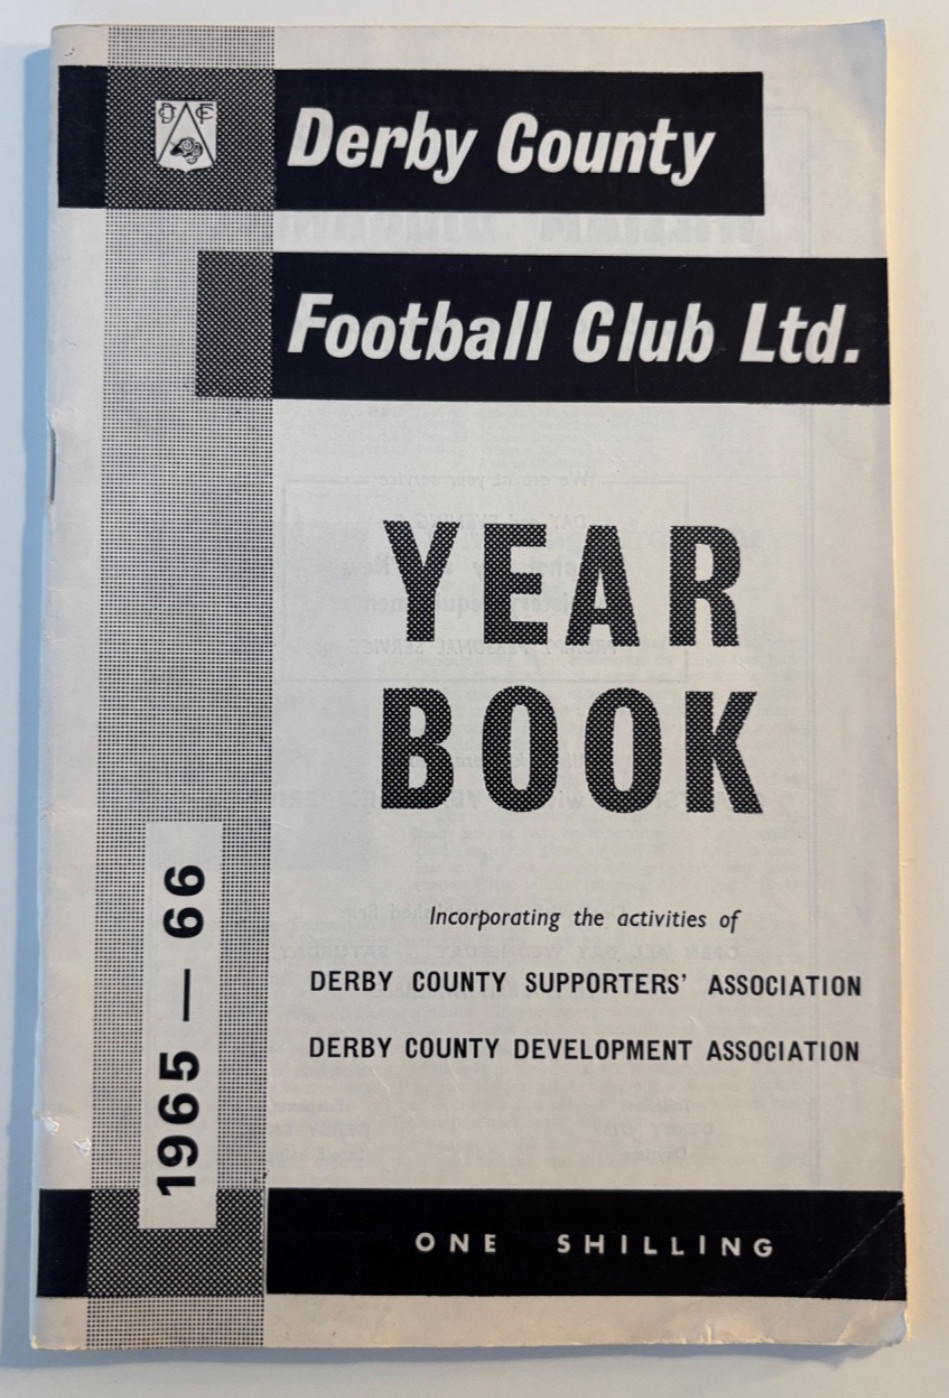 DCFC
Derby County
Football Club Ltd.
YEAR
BOOK
1965 — 66
Incorporating the activities of
DERBY COUNTY SUPPORTERS' ASSOCIATION
DERBY COUNTY DEVELOPMENT ASSOCIATION
ONE SHILLING